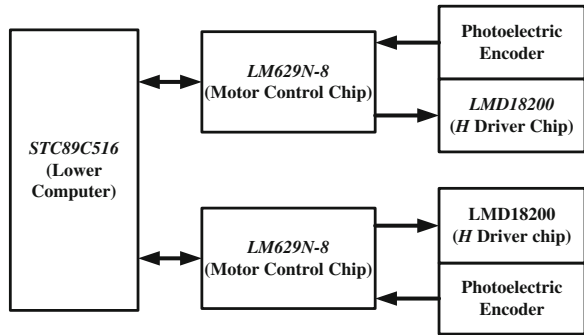 STC89C516
(Lower
Computer)
LM629N-8
(Motor Control Chip)
Photoelectric
Encoder
LMD18200
(H Driver Chip)
LM629N-8
(Motor Control Chip)
LMD18200
(H Driver chip)
Photoelectric
Encoder